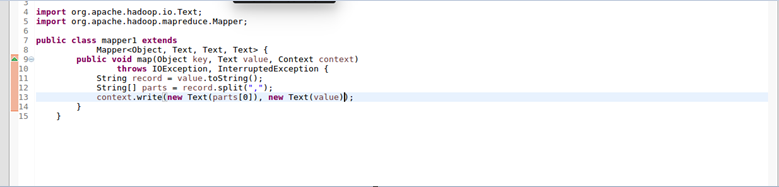 3
4 import org.apache.hadoop.io.Text;
5 import org.apache.hadoop.mapreduce.Mapper;
6
7 public class mapper1 extends
8 Mapper<Object, Text, Text, Text> {
9 public void map(Object key, Text value, Context context)
10 throws IOException, InterruptedException {
11 String record = value.toString();
12 String[] parts = record.split(",");
13 context.write(new Text(parts[0]), new Text(value));
14 }
15 }